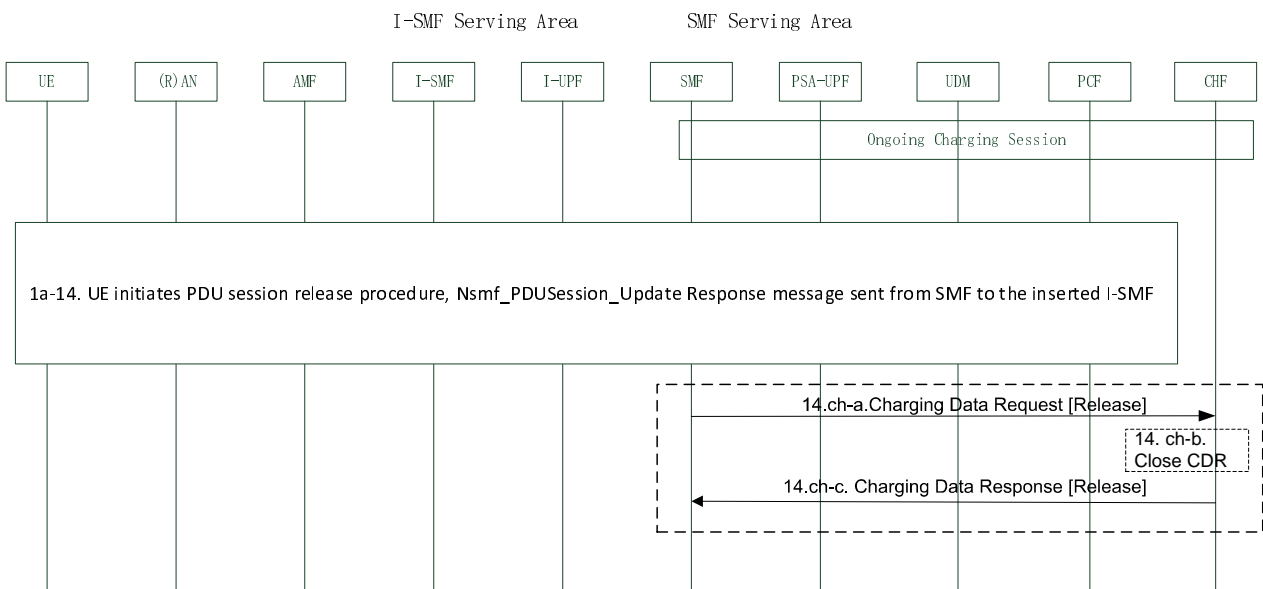 I-SMF Serving Area SMF Serving Area
UE (R)AN AMF I-SMF I-UPF SMF PSA-UPF UDM PCF CHF
Ongoing Charging Session
1a-14. UE initiates PDU session release procedure, Nsmf_PDUSession_Update Response message sent from SMF to the inserted I-SMF
14.ch-a.Charging Data Request [Release]
14. ch-b.
Close CDR
14.ch-c. Charging Data Response [Release]